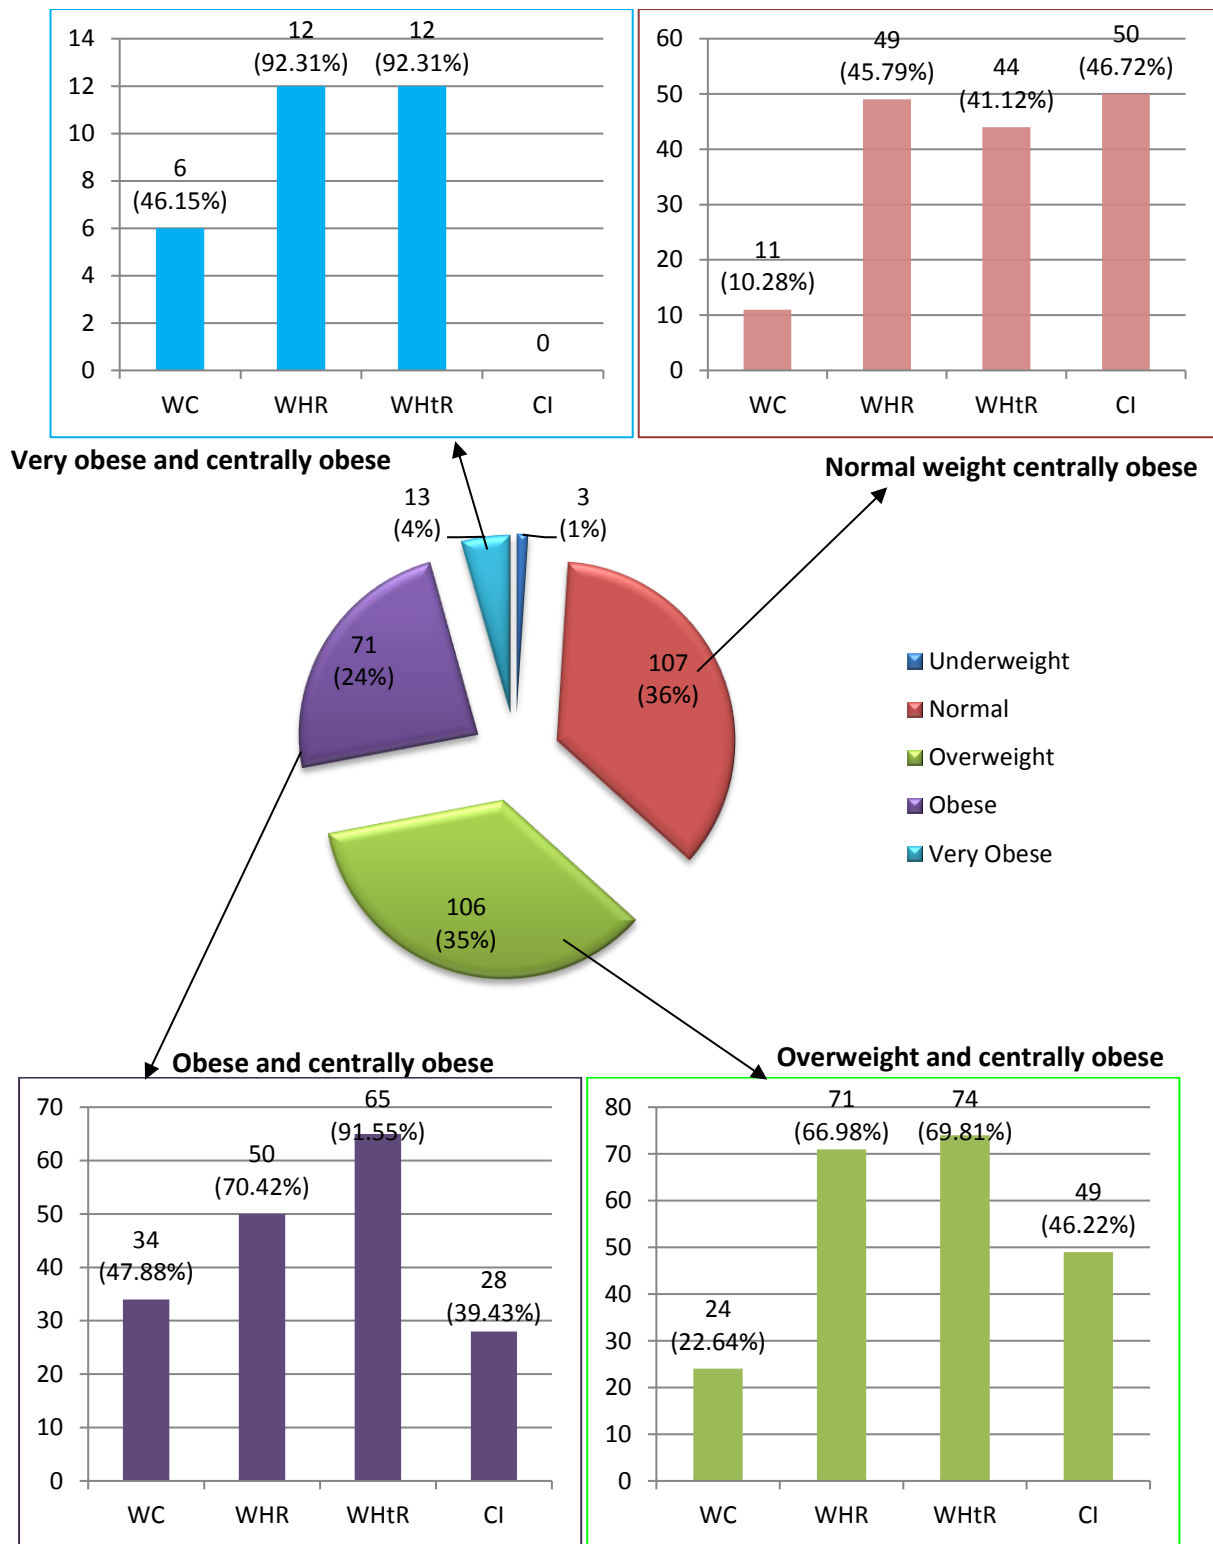 14
12
10
8
6
4
2
0
6
(46.15%)
12
(92.31%)
12
(92.31%)
0
WC
WHR
WHtR
CI
60
50
40
30
20
10
0
11
(10.28%)
49
(45.79%)
44
(41.12%)
50
(46.72%)
WC
WHR
WHtR
CI
Very obese and centrally obese
Normal weight centrally obese
13
(4%)
3
(1%)
71
(24%)
107
(36%)
106
(35%)
Underweight
Normal
Overweight
Obese
Very Obese
Obese and centrally obese
70
60
50
40
30
20
10
0
34
(47.88%)
50
(70.42%)
65
(91.55%)
28
(39.43%)
WC
WHR
WHtR
CI
Overweight and centrally obese
80
70
60
50
40
30
20
10
0
24
(22.64%)
71
(66.98%)
74
(69.81%)
49
(46.22%)
WC
WHR
WHtR
CI